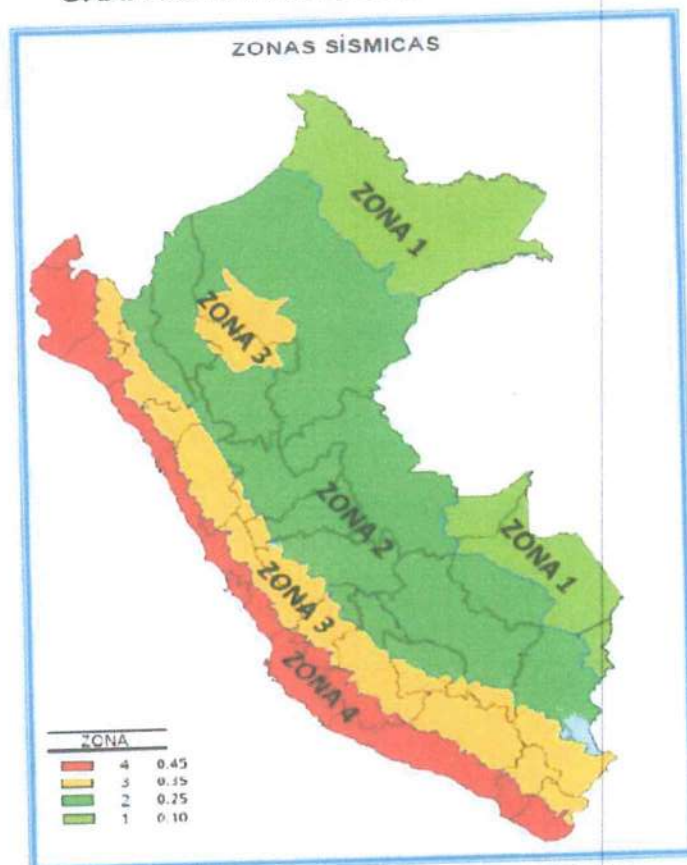 ZONAS SÍSMICAS
ZONA 1
ZONA 3
ZONA 2
ZONA 1
ZONA 3
ZONA 4
ZONA
4 0.45
3 0.35
2 0.25
1 0.10